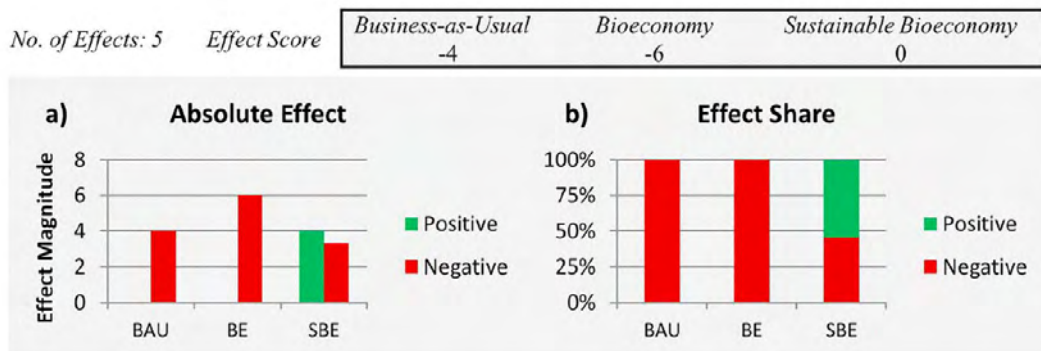 No. of Effects: 5 Effect Score
Business-as-Usual Bioeconomy Sustainable Bioeconomy
-4 -6 0
a) Absolute Effect
Effect Magnitude
8
6
4
2
0
BAU BE SBE
Positive
Negative
b) Effect Share
100%
75%
50%
25%
0%
BAU BE SBE
Positive
Negative